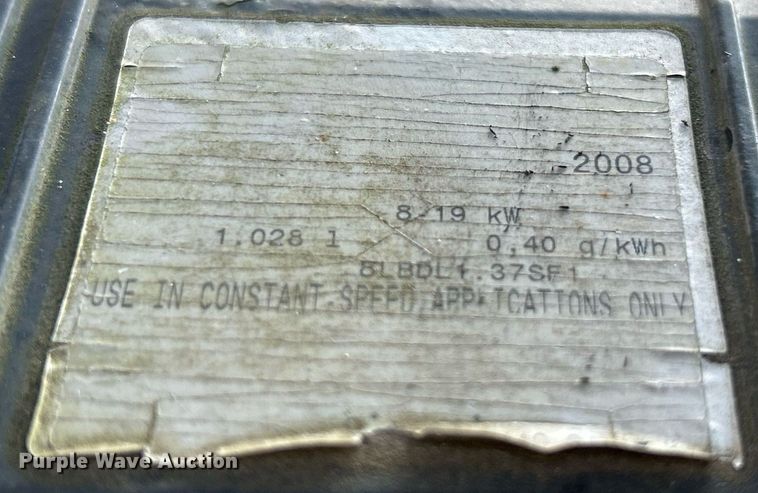 2008
8-19 kW
1.028 l 0,40 g/kWh
8LBDL1.37SF1
USE IN CONSTANT SPEED APPLICATIONS ONLY
Purple Wave Auction